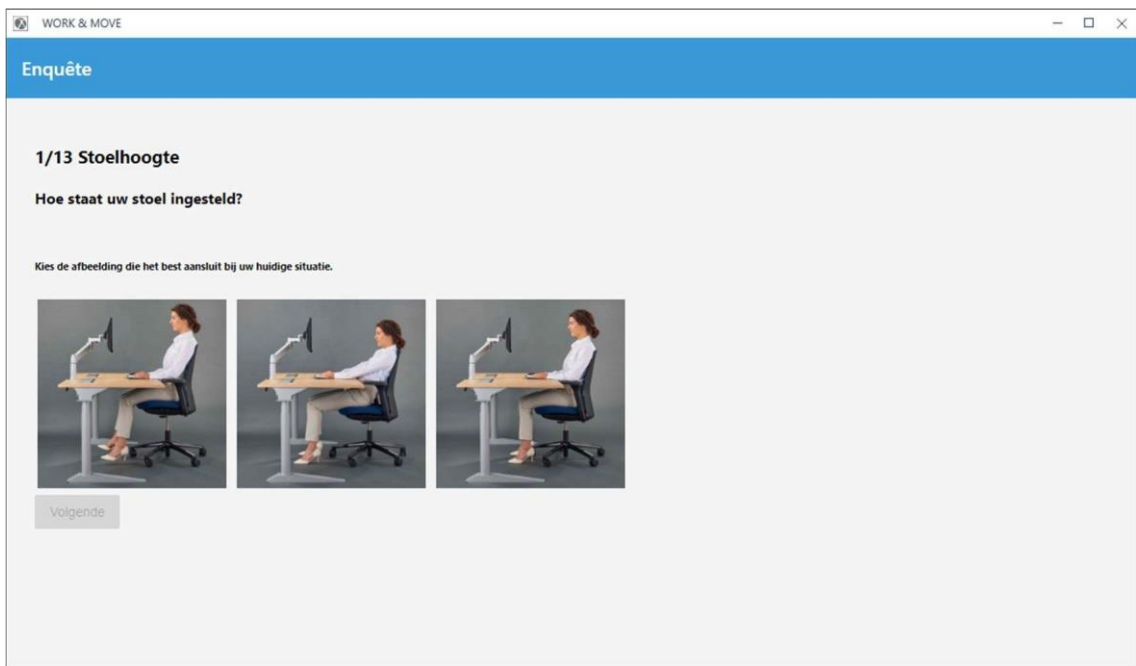 WORK & MOVE
Enquête
1/13 Stoelhoogte
Hoe staat uw stoel ingesteld?
Kies de afbeelding die het best aansluit bij uw huidige situatie.
Volgende